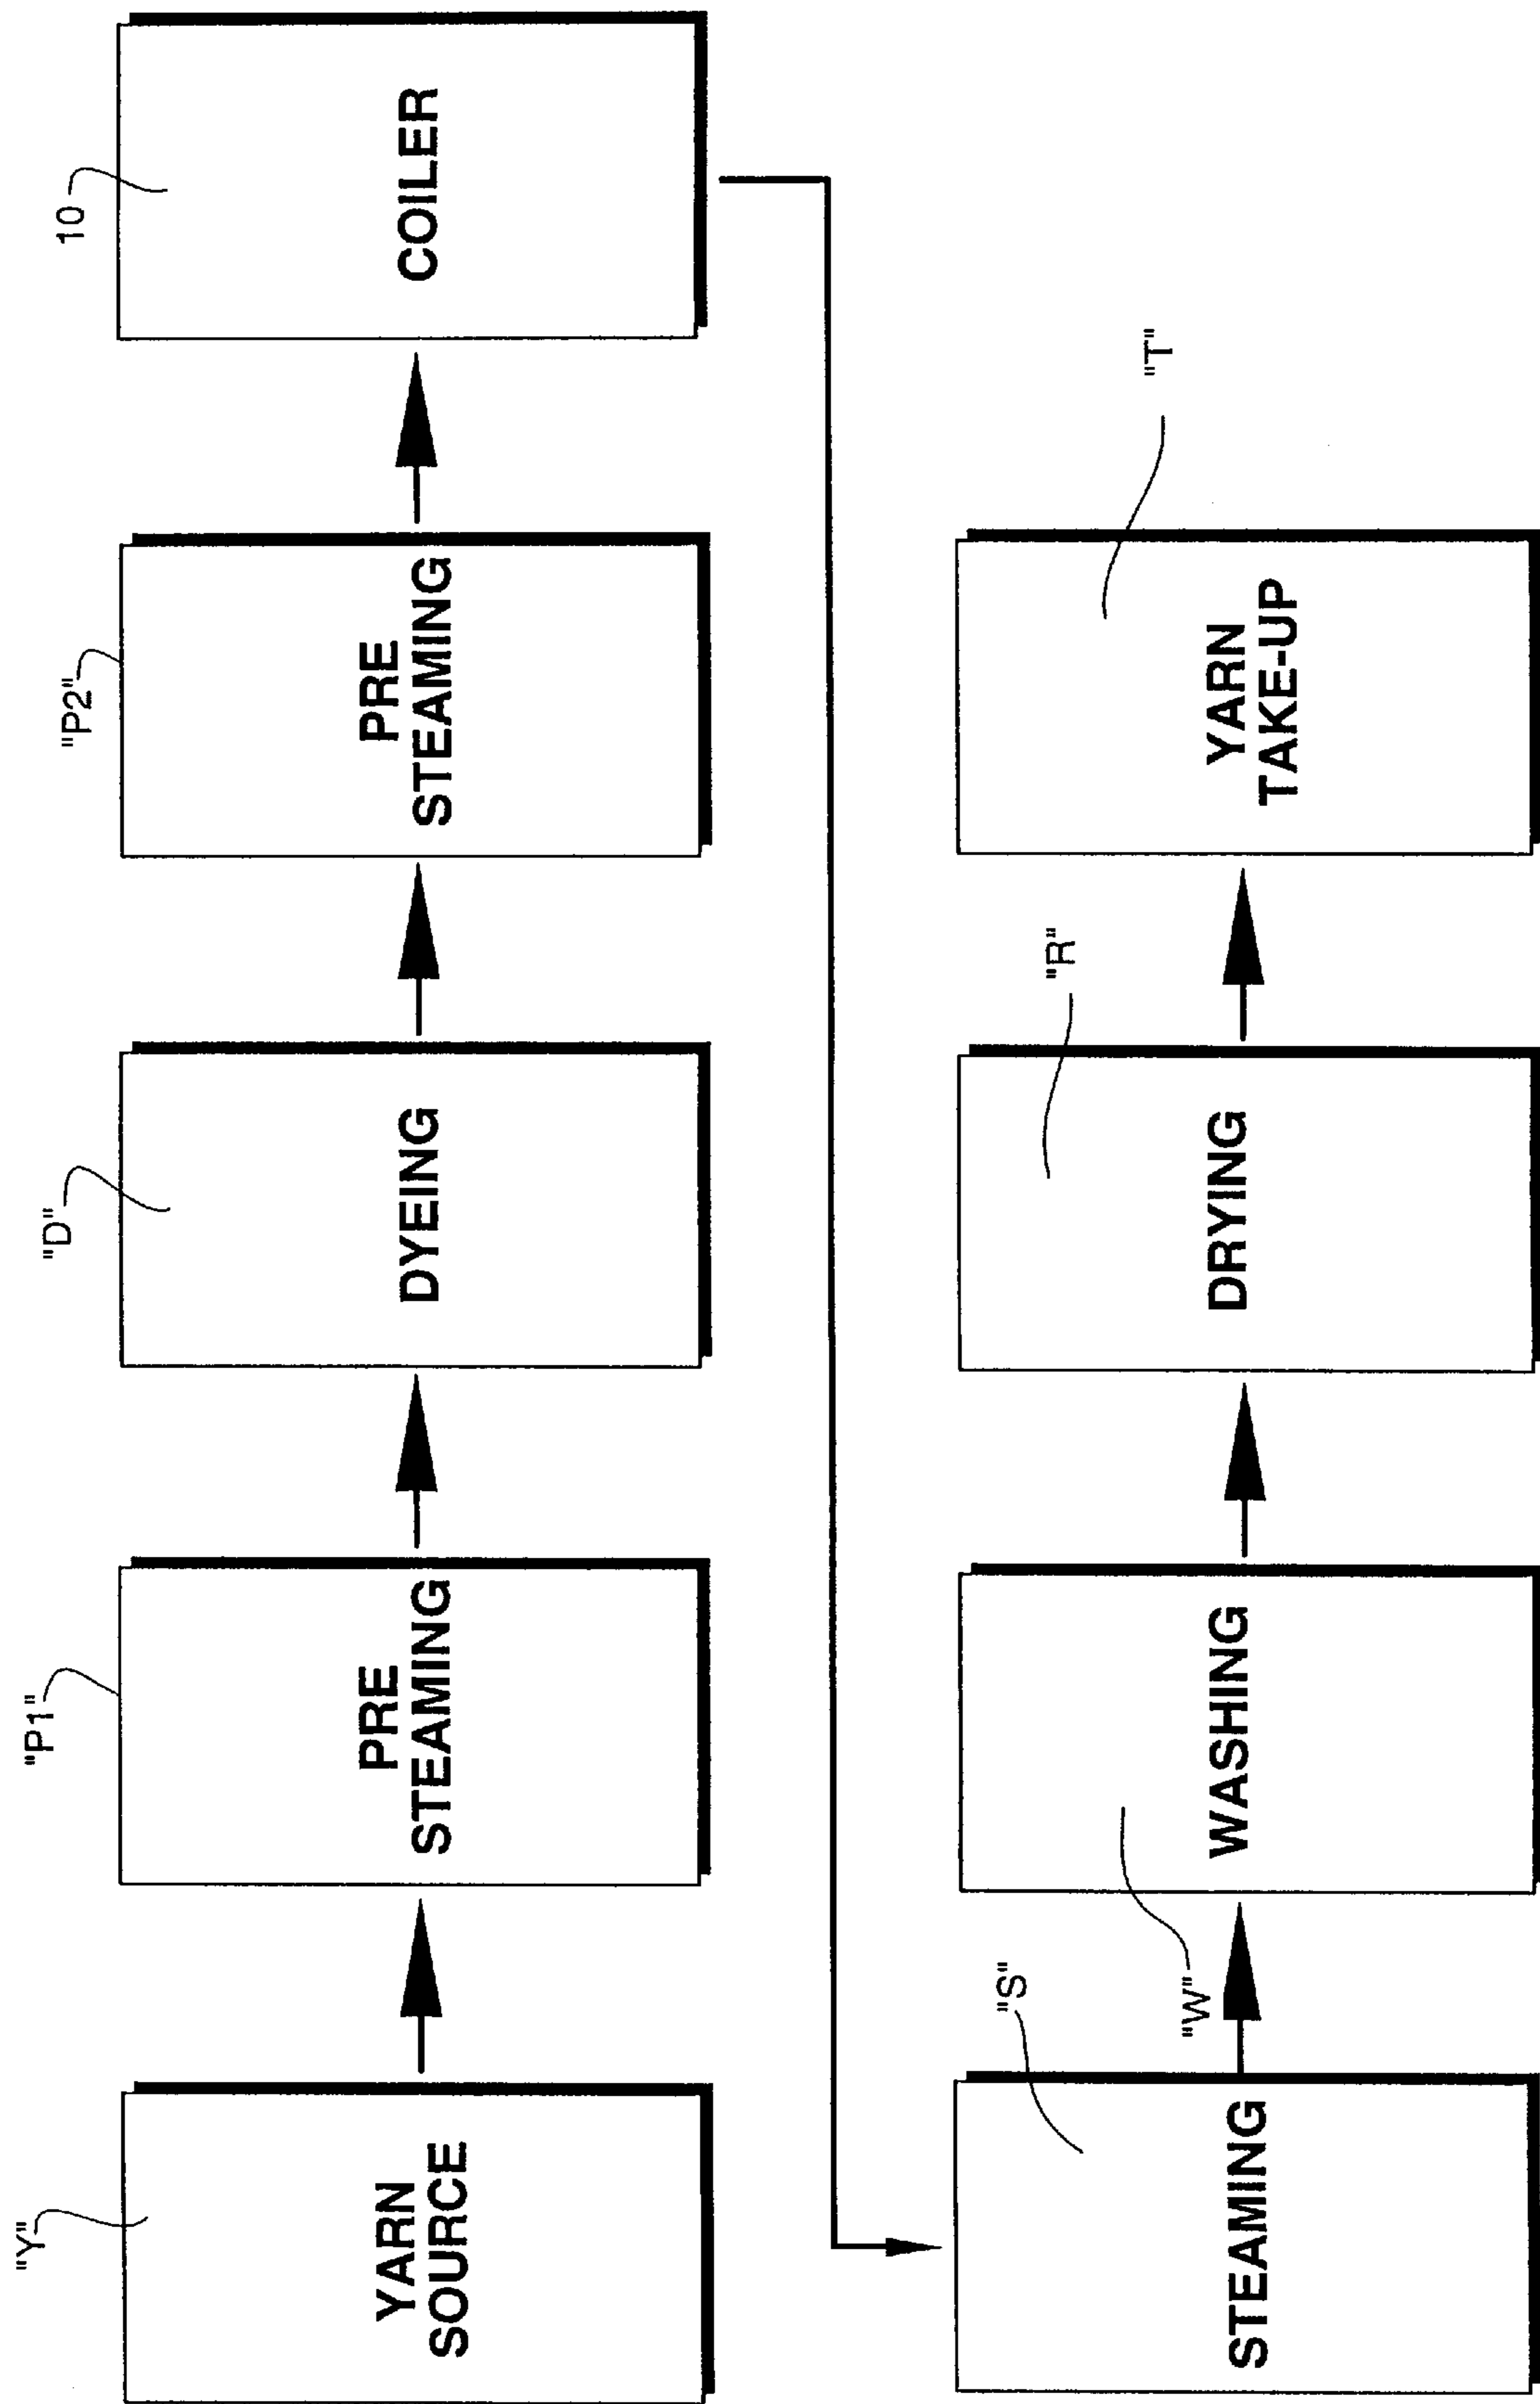 "Y"
YARN
SOURCE
"P1"
PRE
STEAMING
"D"
DYEING
"P2"
PRE
STEAMING
10
COILER
"S"
STEAMING
"W"
WASHING
"R"
DRYING
"T"
YARN
TAKE-UP